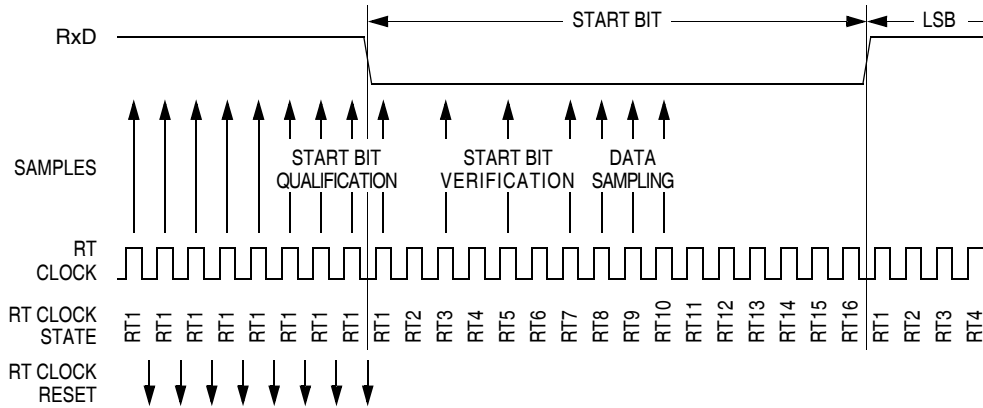 START BIT LSB
RxD
SAMPLES
START BIT QUALIFICATION
START BIT VERIFICATION
DATA SAMPLING
RT CLOCK
RT CLOCK STATE
RT1 RT1 RT1 RT1 RT1 RT1 RT1 RT1 RT1 RT2 RT3 RT4 RT5 RT6 RT7 RT8 RT9 RT10 RT11 RT12 RT13 RT14 RT15 RT16 RT1 RT2 RT3 RT4
RT CLOCK RESET